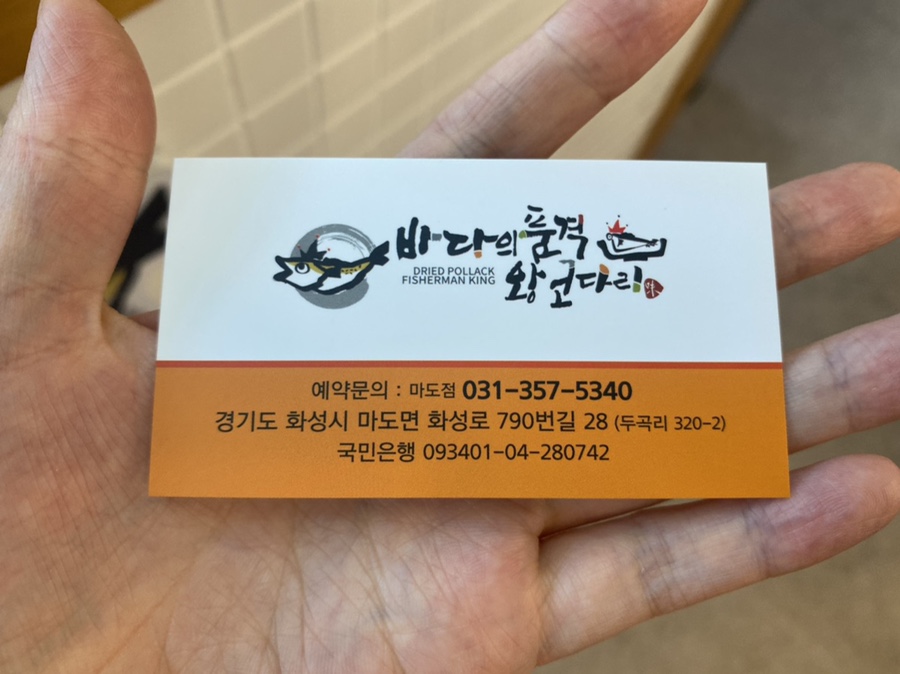 바다의품격
DRIED POLLACK
FISHERMAN KING
왕코다리味
예약문의 : 마도점 031-357-5340
경기도 화성시 마도면 화성로 790번길 28 (두곡리 320-2)
국민은행 093401-04-280742